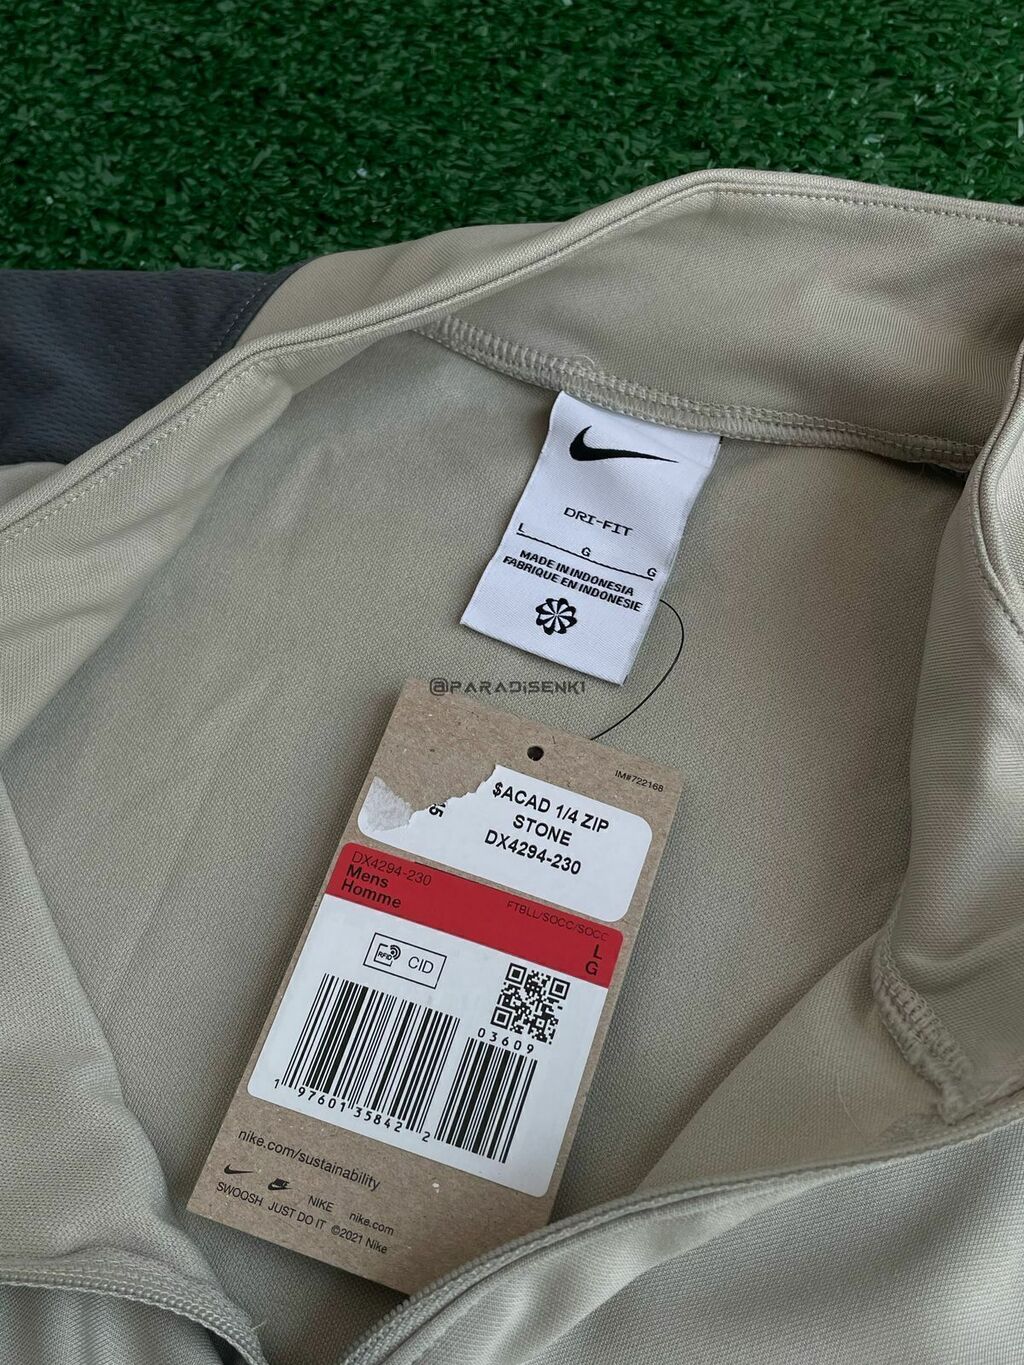 DRI-FIT
L G G
MADE IN INDONESIA
FABRIQUE EN INDONESIE
@PARADiSENK1
IM#722168
$ACAD 1/4 ZIP
STONE
DX4294-230
DX4294-230
Mens
Homme
FTBLL/SOCC/SOCC
L
G
RFID CID
03609
1 97601 35842 2
nike.com/sustainability
SWOOSH JUST DO IT NIKE nike.com
©2021 Nike